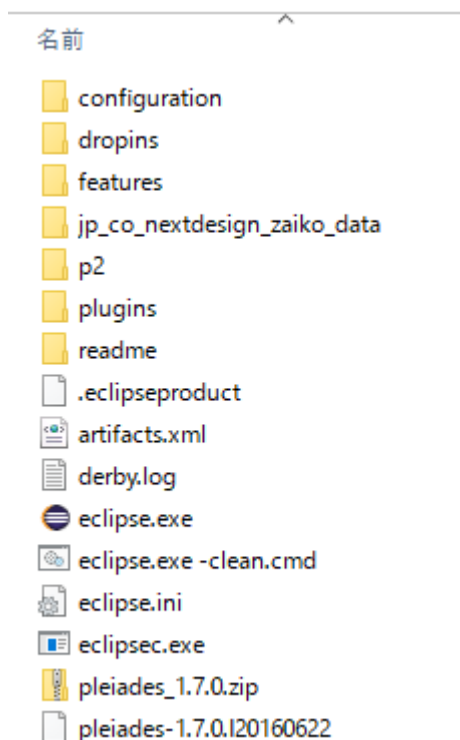 名前
configuration
dropins
features
jp_co_nextdesign_zaiko_data
p2
plugins
readme
.eclipseproduct
artifacts.xml
derby.log
eclipse.exe
eclipse.exe -clean.cmd
eclipse.ini
eclipsec.exe
pleiades_1.7.0.zip
pleiades-1.7.0.I20160622